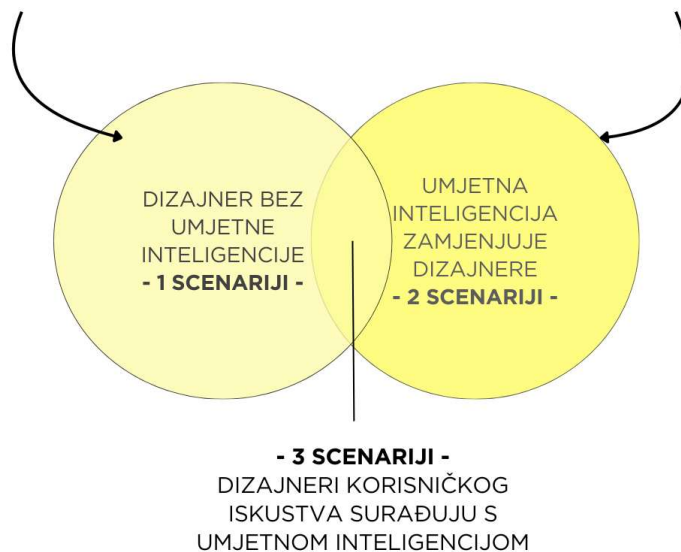 DIZAJNER BEZ
UMJETNE
INTELIGENCIJE
- 1 SCENARIJI -
UMJETNA
INTELIGENCIJA
ZAMJENJUJE
DIZAJNERE
- 2 SCENARIJI -
- 3 SCENARIJI -
DIZAJNERI KORISNIČKOG
ISKUSTVA SURAĐUJU S
UMJETNOM INTELIGENCIJOM